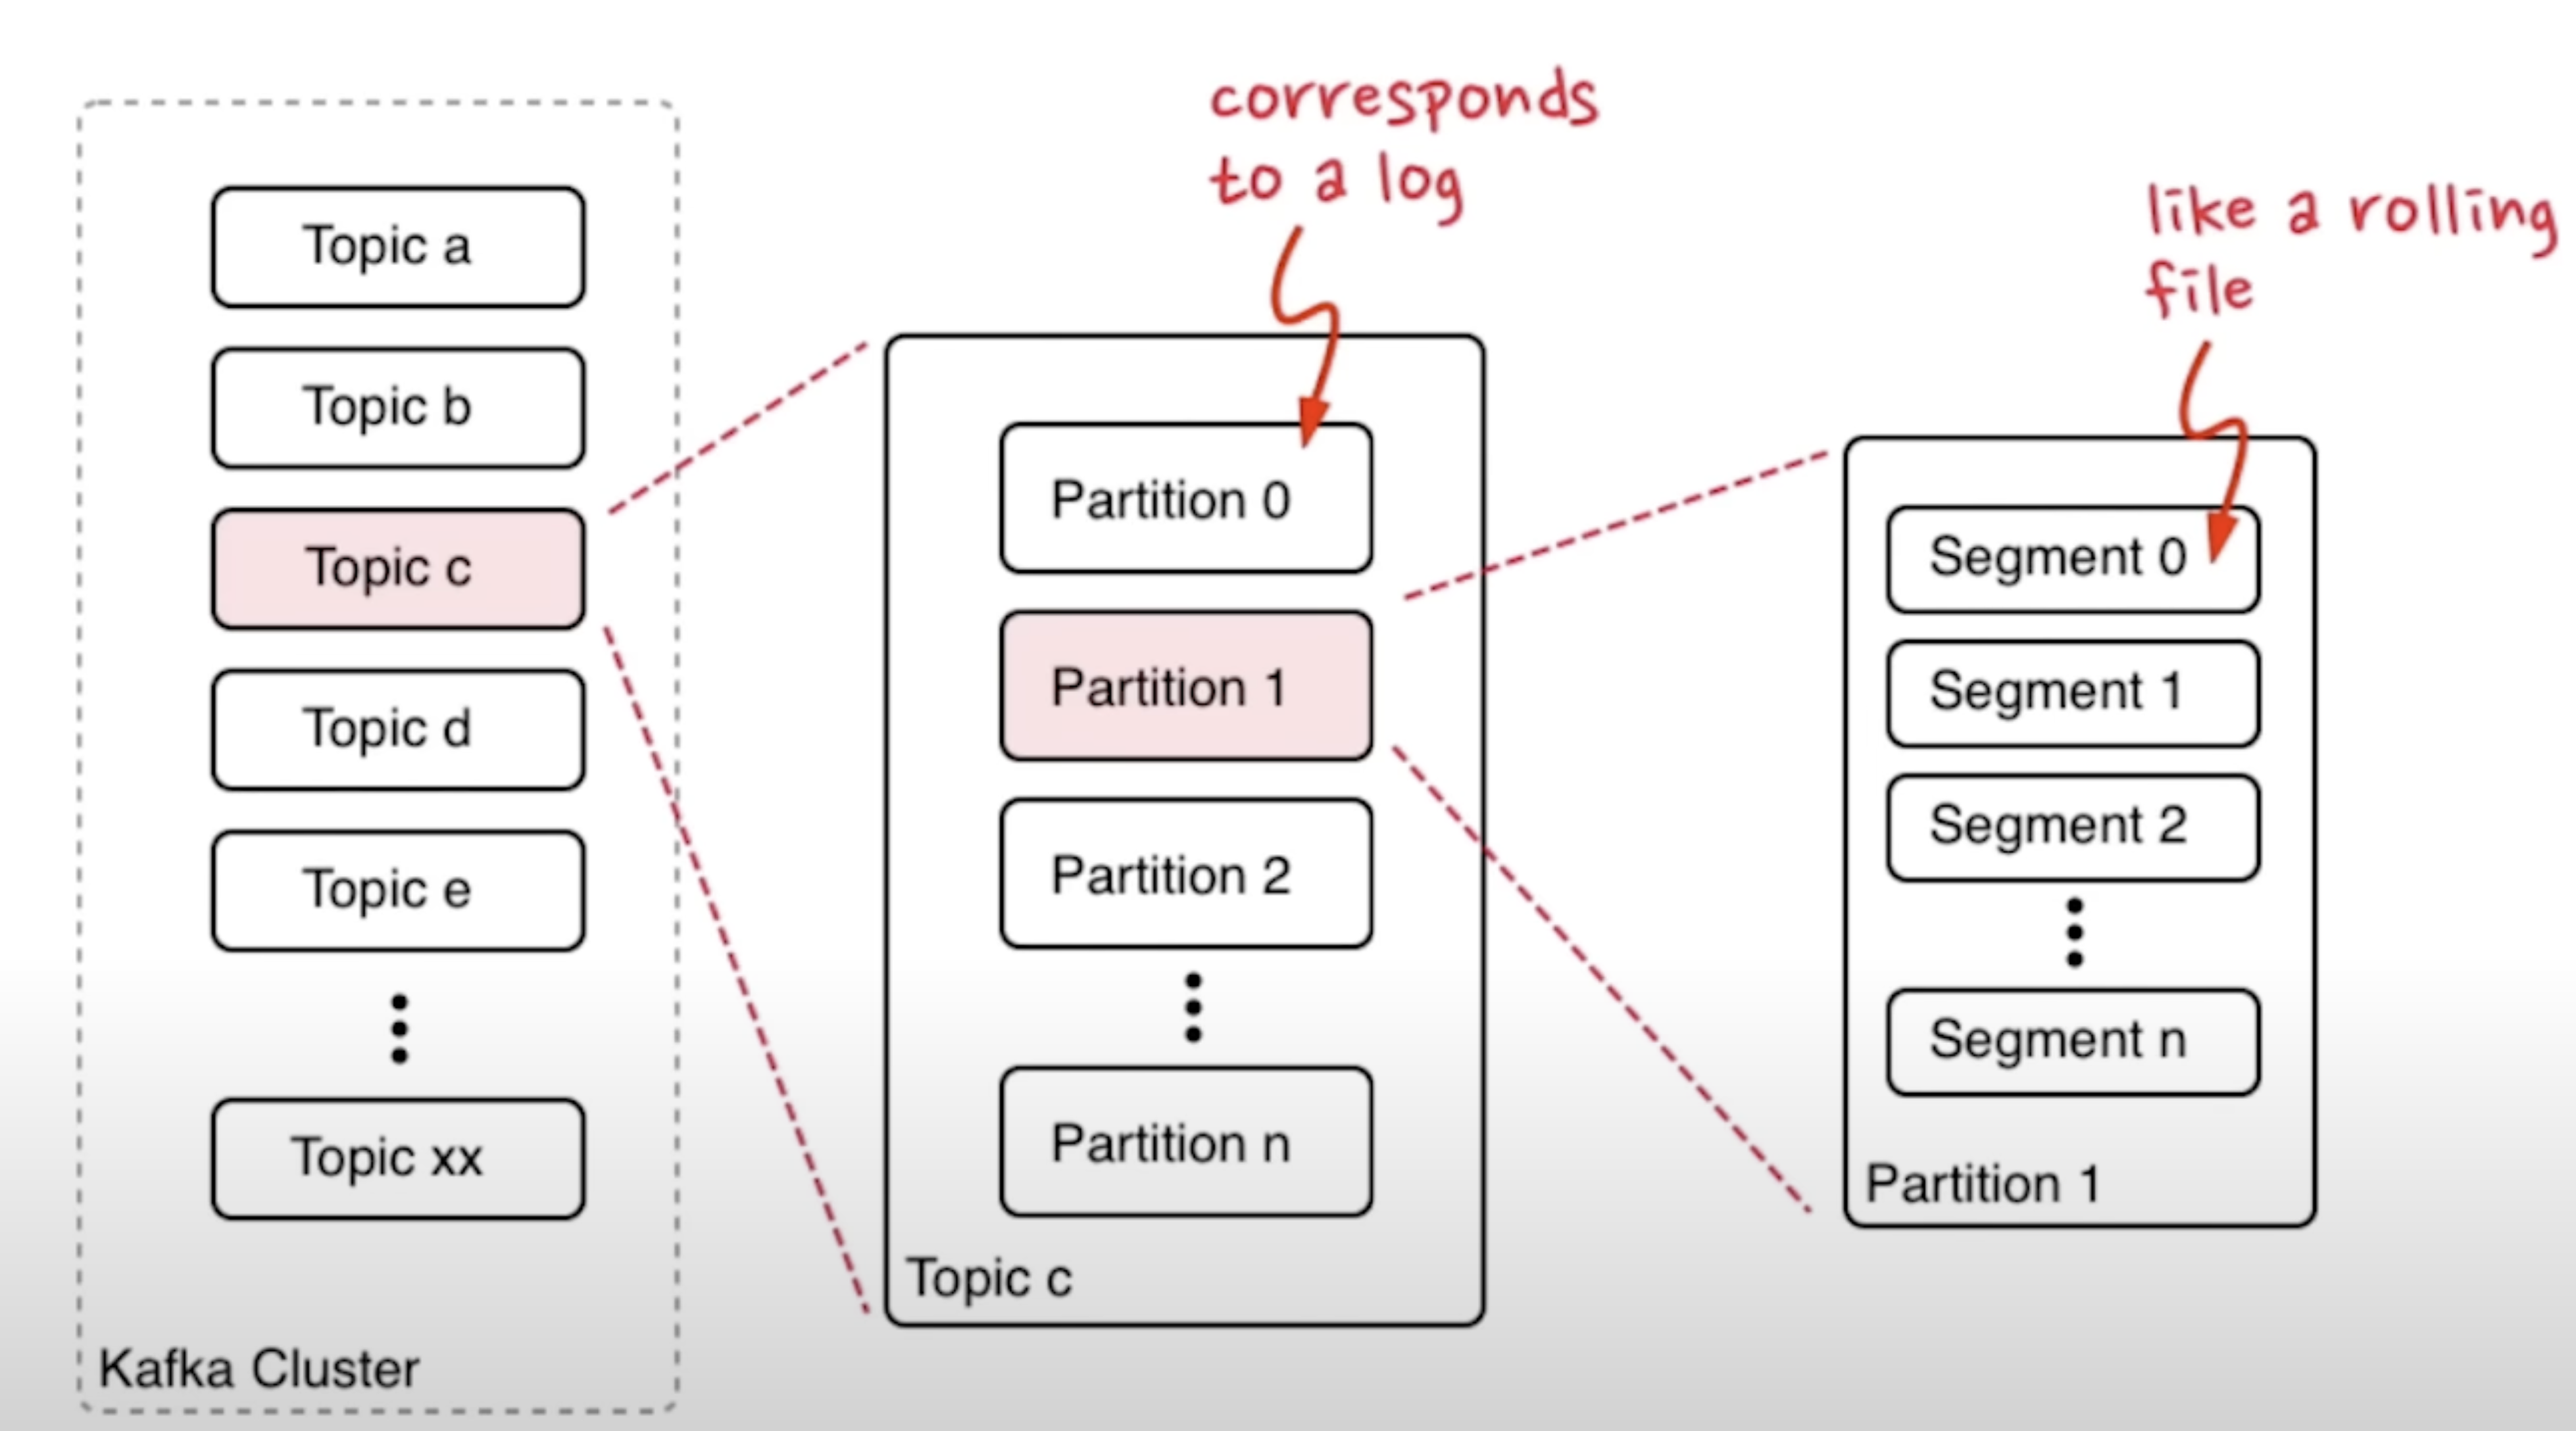 Topic a
Topic b
Topic c
Topic d
Topic e
Topic xx
Kafka Cluster
corresponds
to a log
Partition 0
Partition 1
Partition 2
Partition n
Topic c
like a rolling
file
Segment 0
Segment 1
Segment 2
Segment n
Partition 1